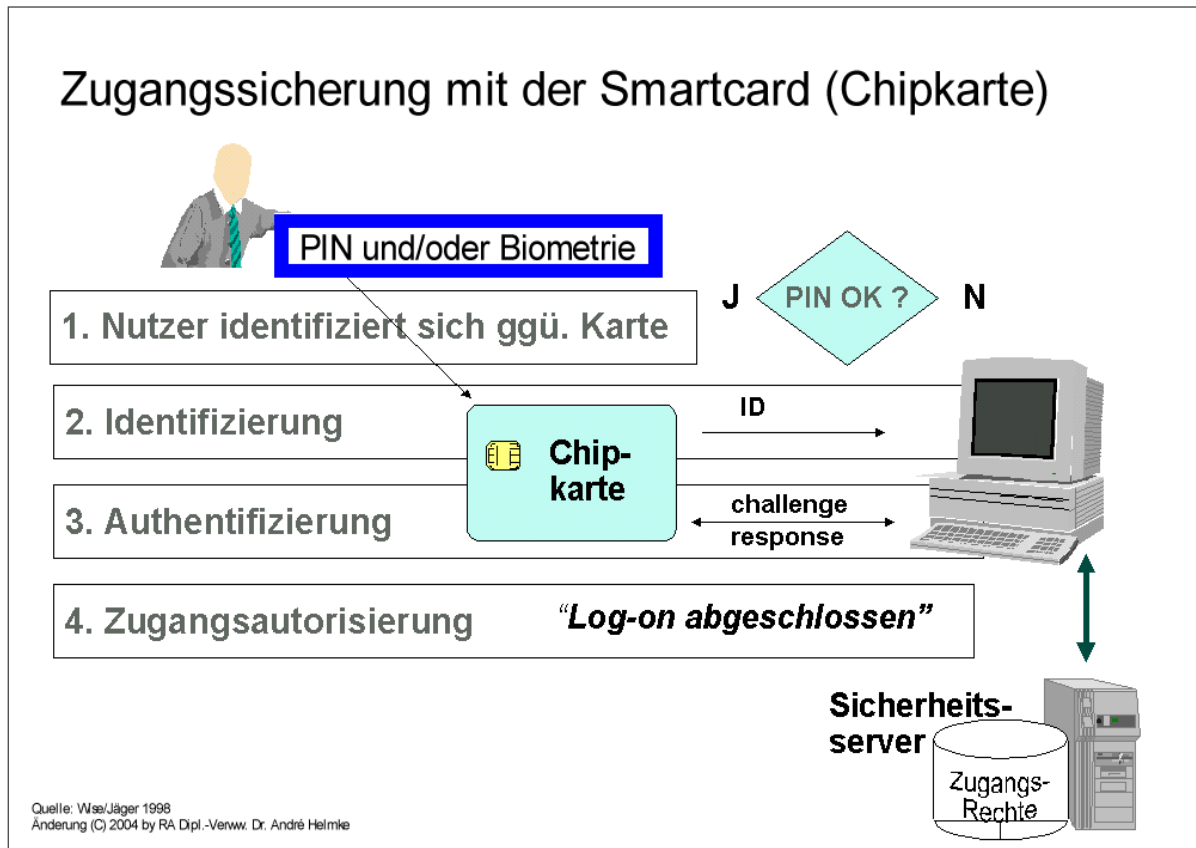 Zugangssicherung mit der Smartcard (Chipkarte)
PIN und/oder Biometrie
J
PIN OK ?
N
1. Nutzer identifiziert sich ggü. Karte
2. Identifizierung
ID
Chip-
karte
3. Authentifizierung
challenge
response
4. Zugangsautorisierung
“Log-on abgeschlossen”
Sicherheits-
server
Zugangs-
Rechte
Quelle: Wise/Jäger 1998
Änderung (C) 2004 by RA Dipl.-Verww. Dr. André Helmke